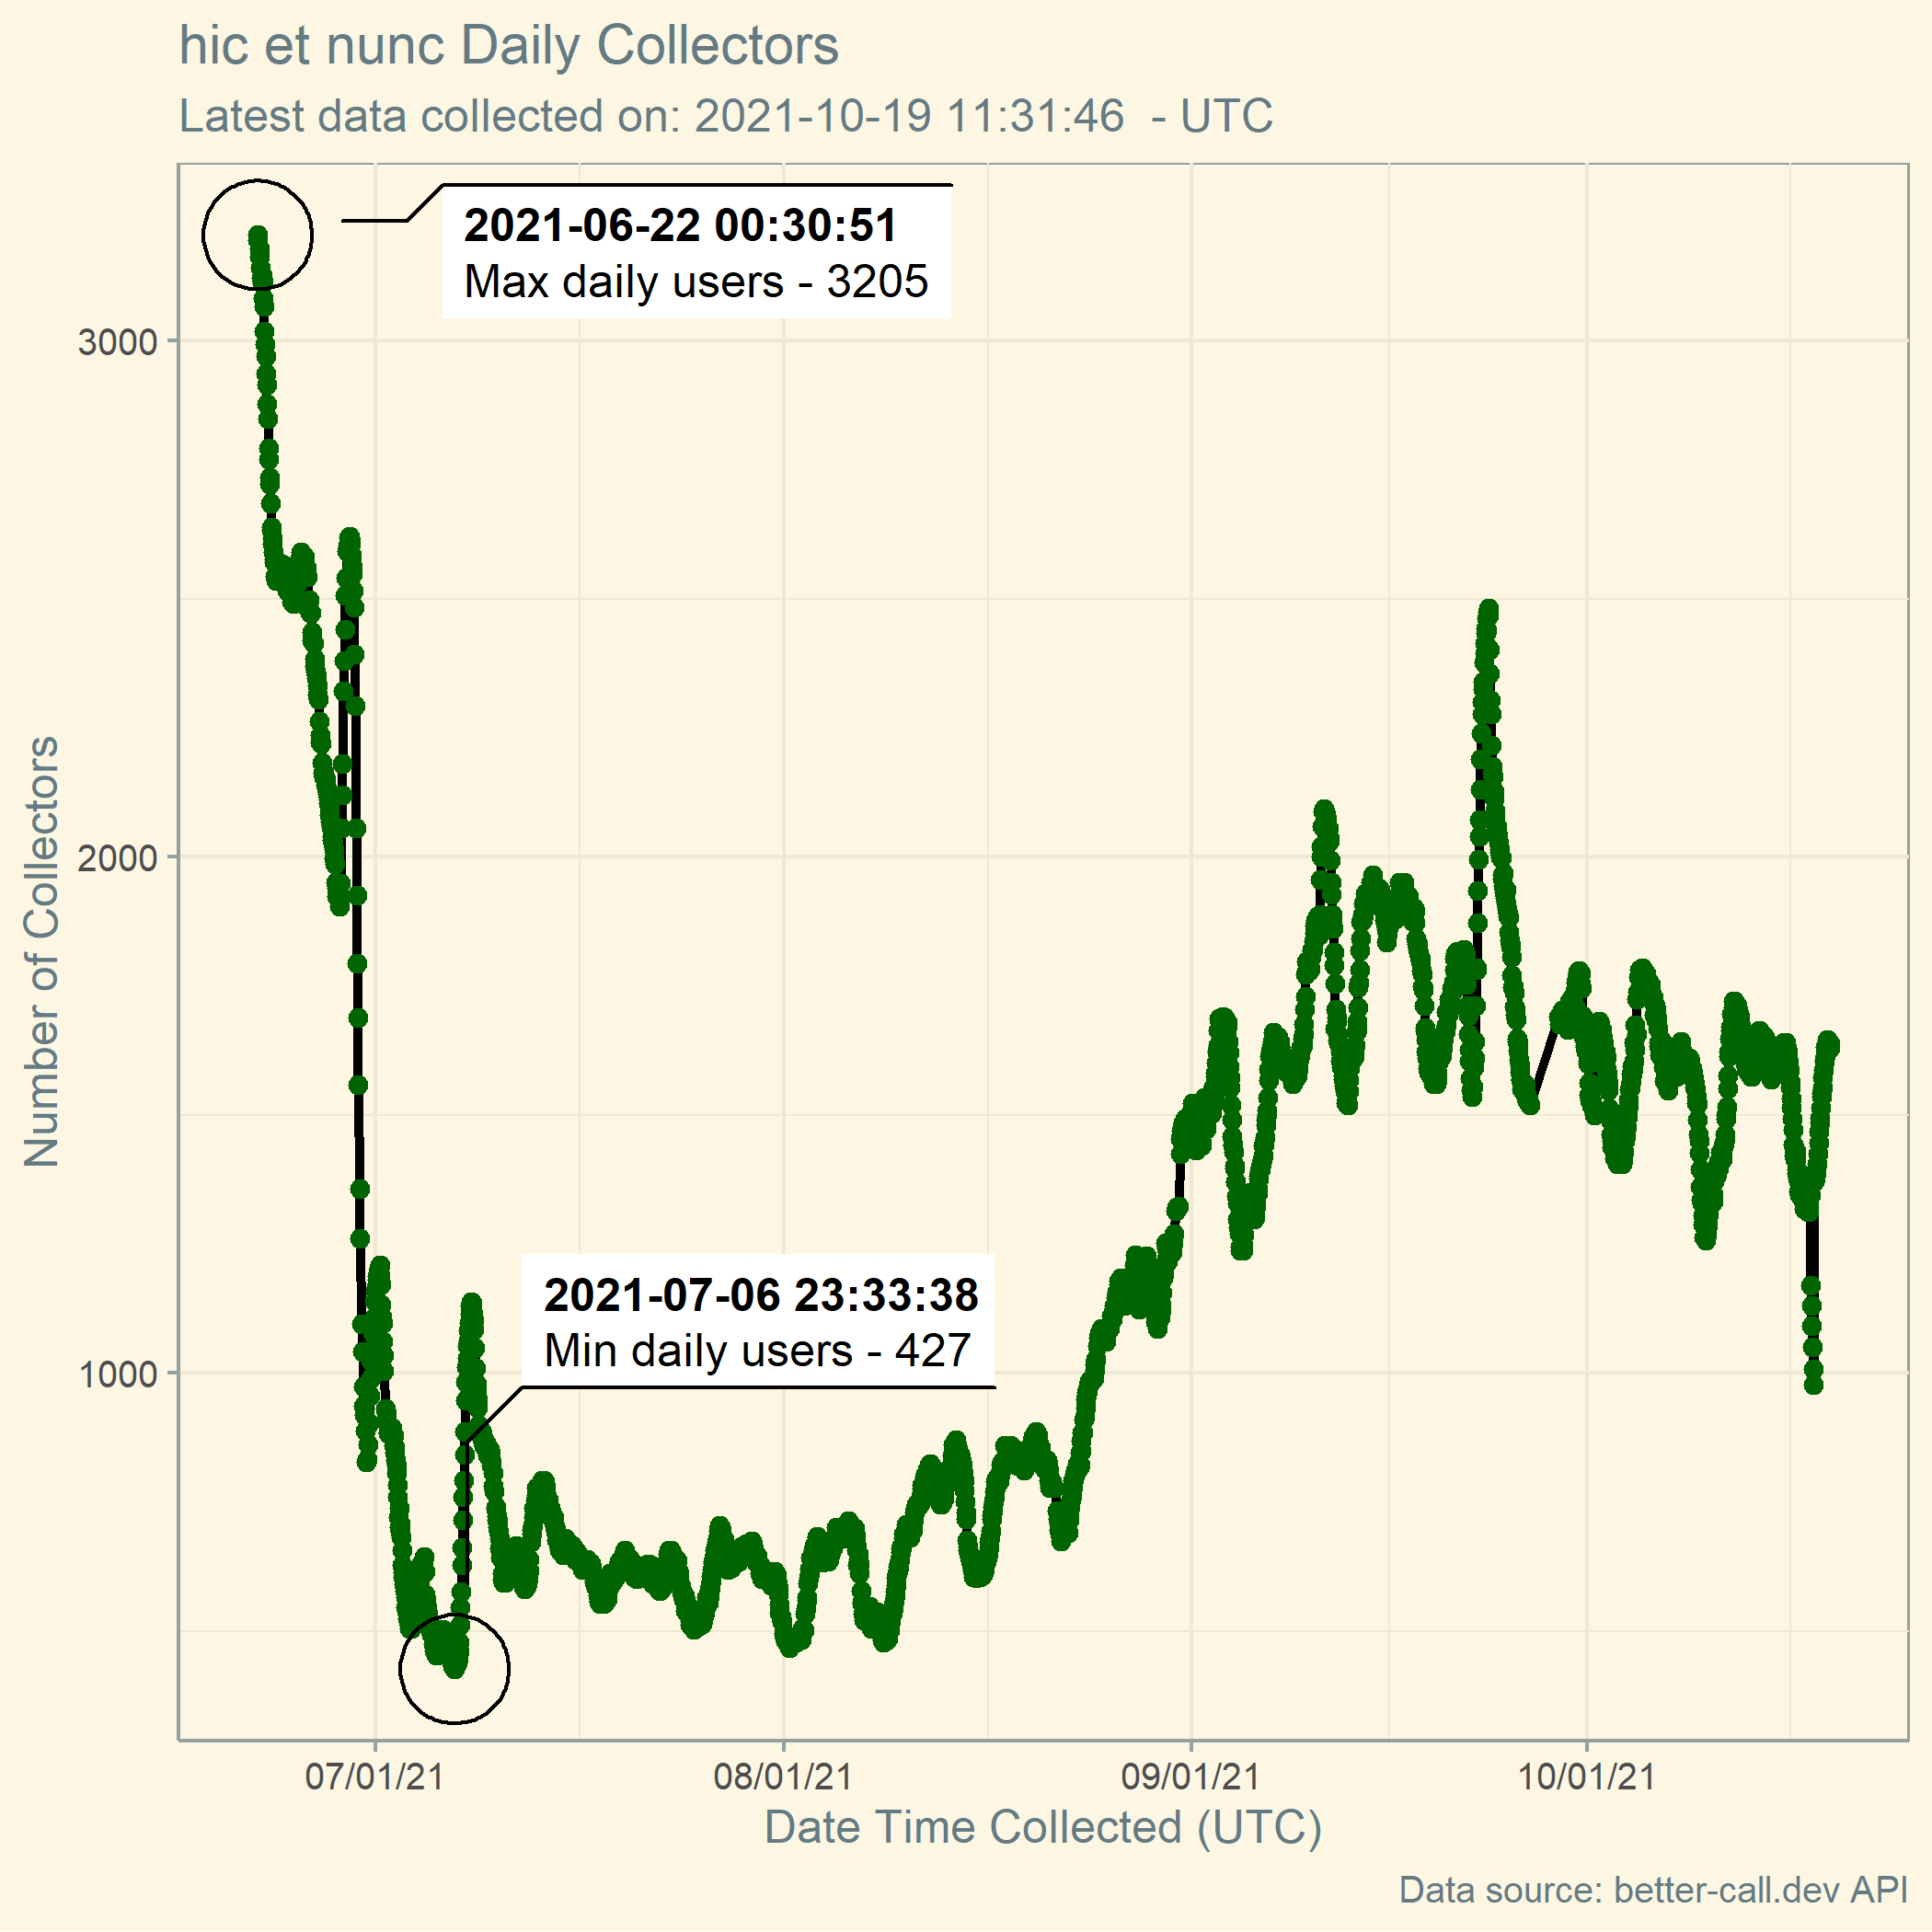 hic et nunc Daily Collectors
Latest data collected on: 2021-10-19 11:31:46  - UTC
2021-06-22 00:30:51
Max daily users - 3205
3000
2000
1000
Number of Collectors
2021-07-06 23:33:38
Min daily users - 427
07/01/21
08/01/21
09/01/21
10/01/21
Date Time Collected (UTC)
Data source: better-call.dev API